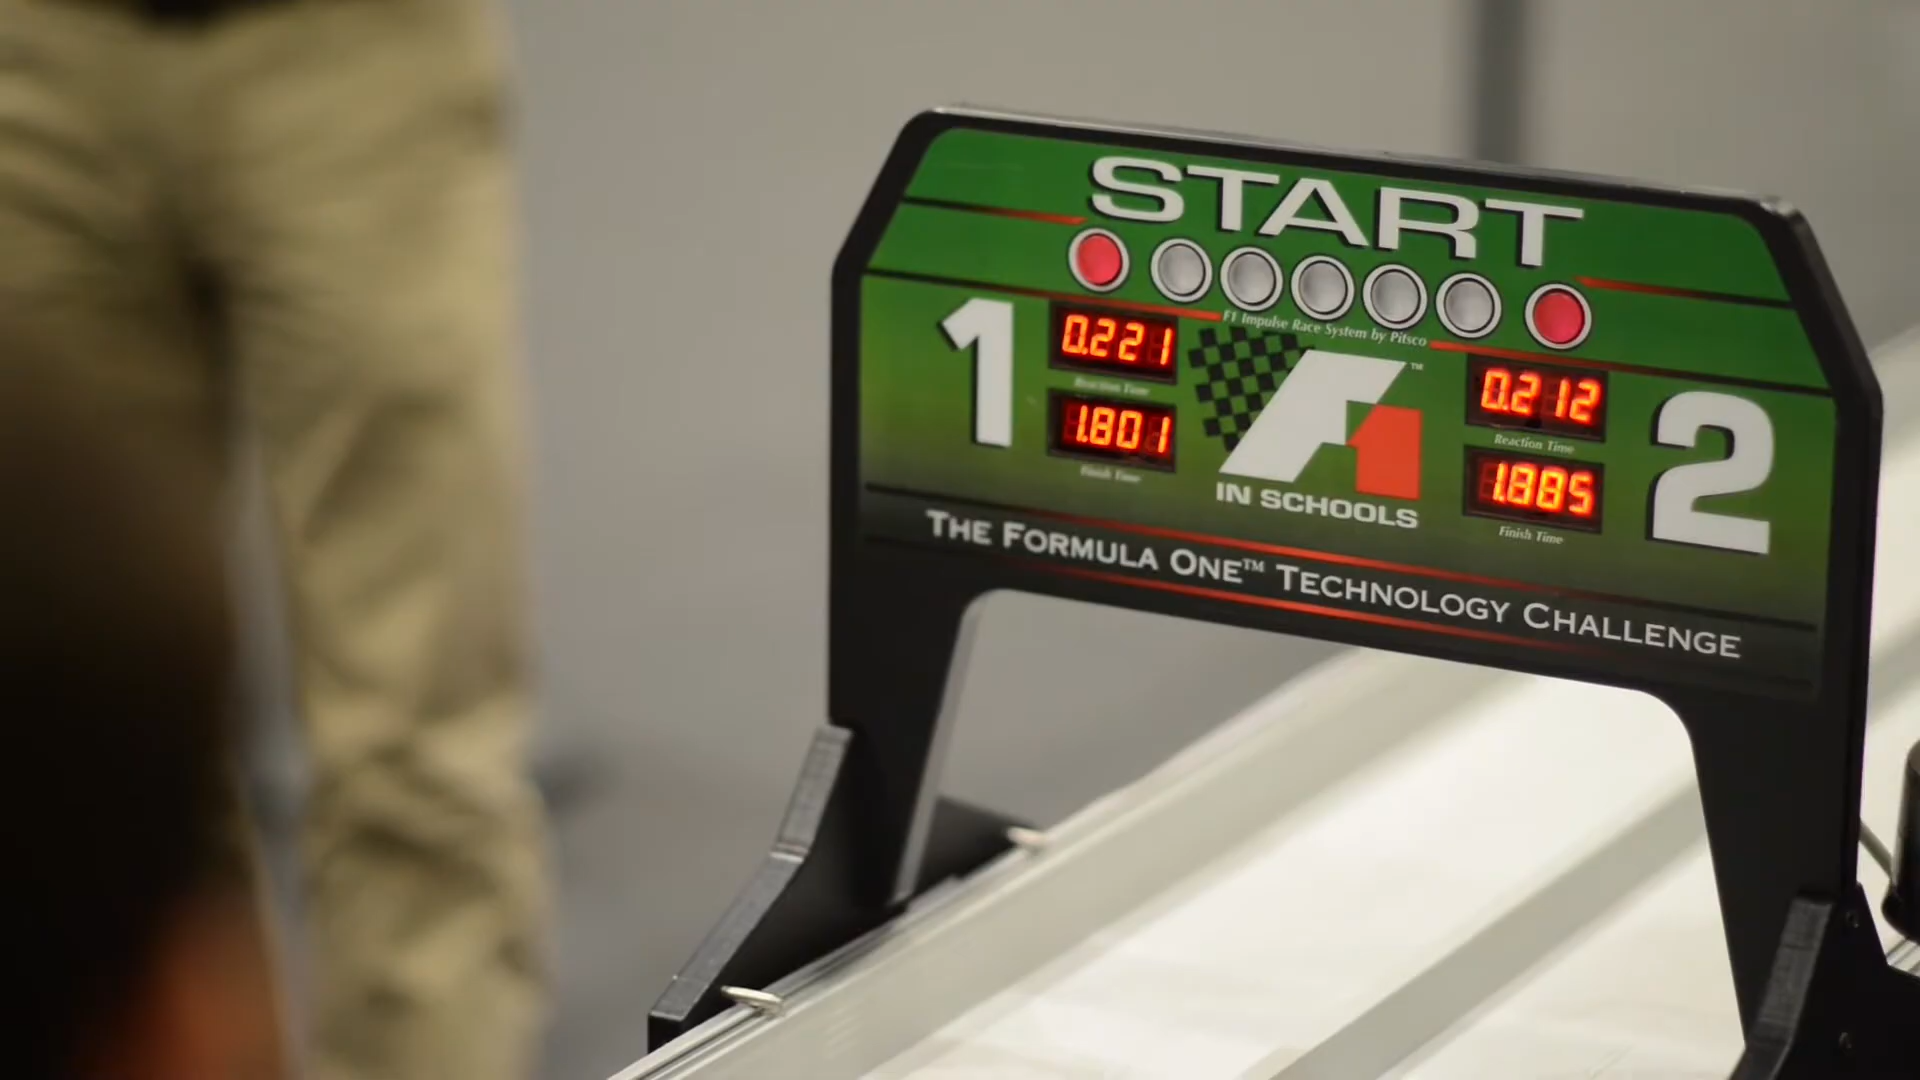 START
F1 Impulse Race System by Pitsco
1
0.221
Reaction Time
1.801
Finish Time
F1™
IN SCHOOLS
0.212
Reaction Time
1.885
Finish Time
2
THE FORMULA ONE™ TECHNOLOGY CHALLENGE